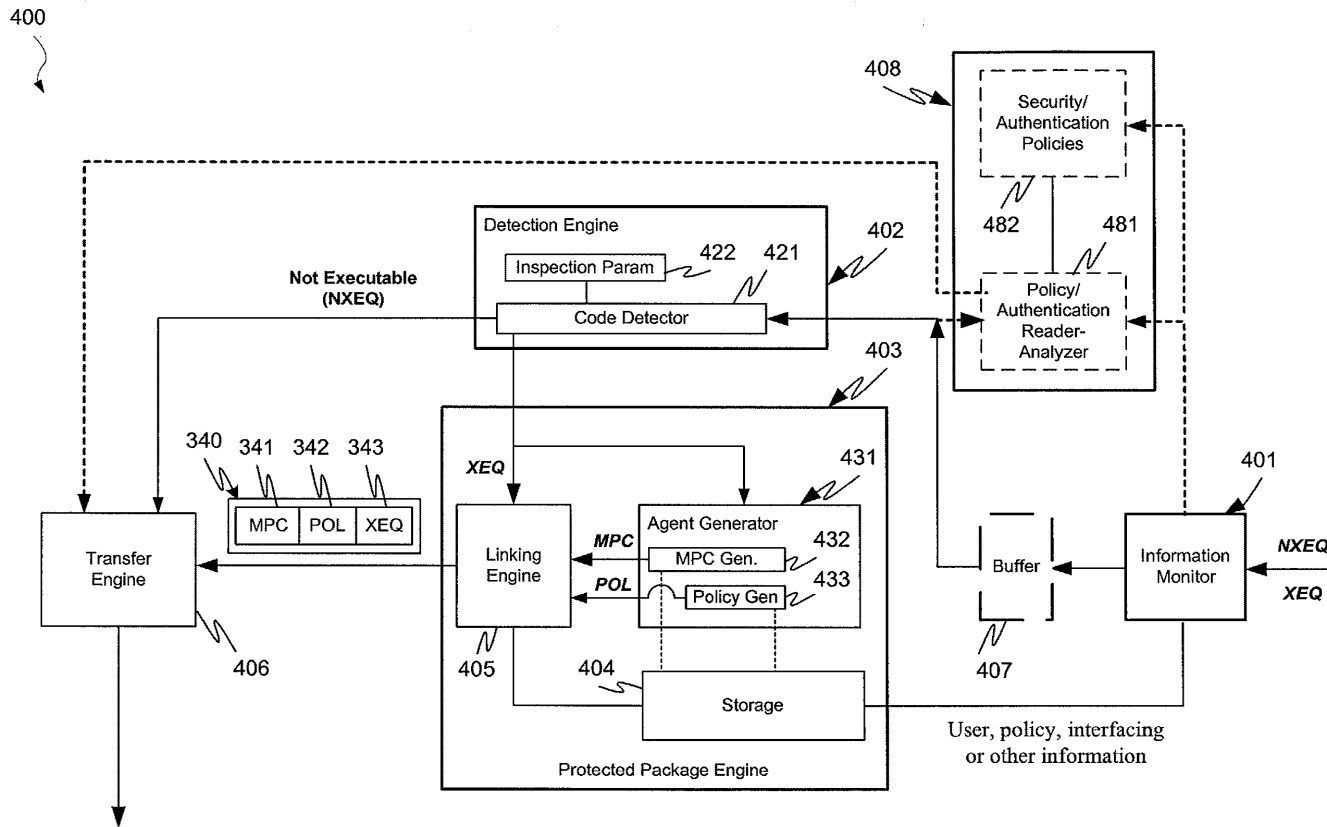 400
408
Security/
Authentication
Policies
482
481
Policy/
Authentication
Reader-
Analyzer
Detection Engine
402
422
421
Inspection Param
Code Detector
Not Executable
(NXEQ)
403
340
341
342
343
MPC
POL
XEQ
XEQ
431
401
Transfer
Engine
406
Linking
Engine
405
MPC
POL
Agent Generator
MPC Gen.
432
433
Policy Gen
404
Storage
Protected Package Engine
Buffer
407
Information
Monitor
NXEQ
XEQ
User, policy, interfacing
or other information